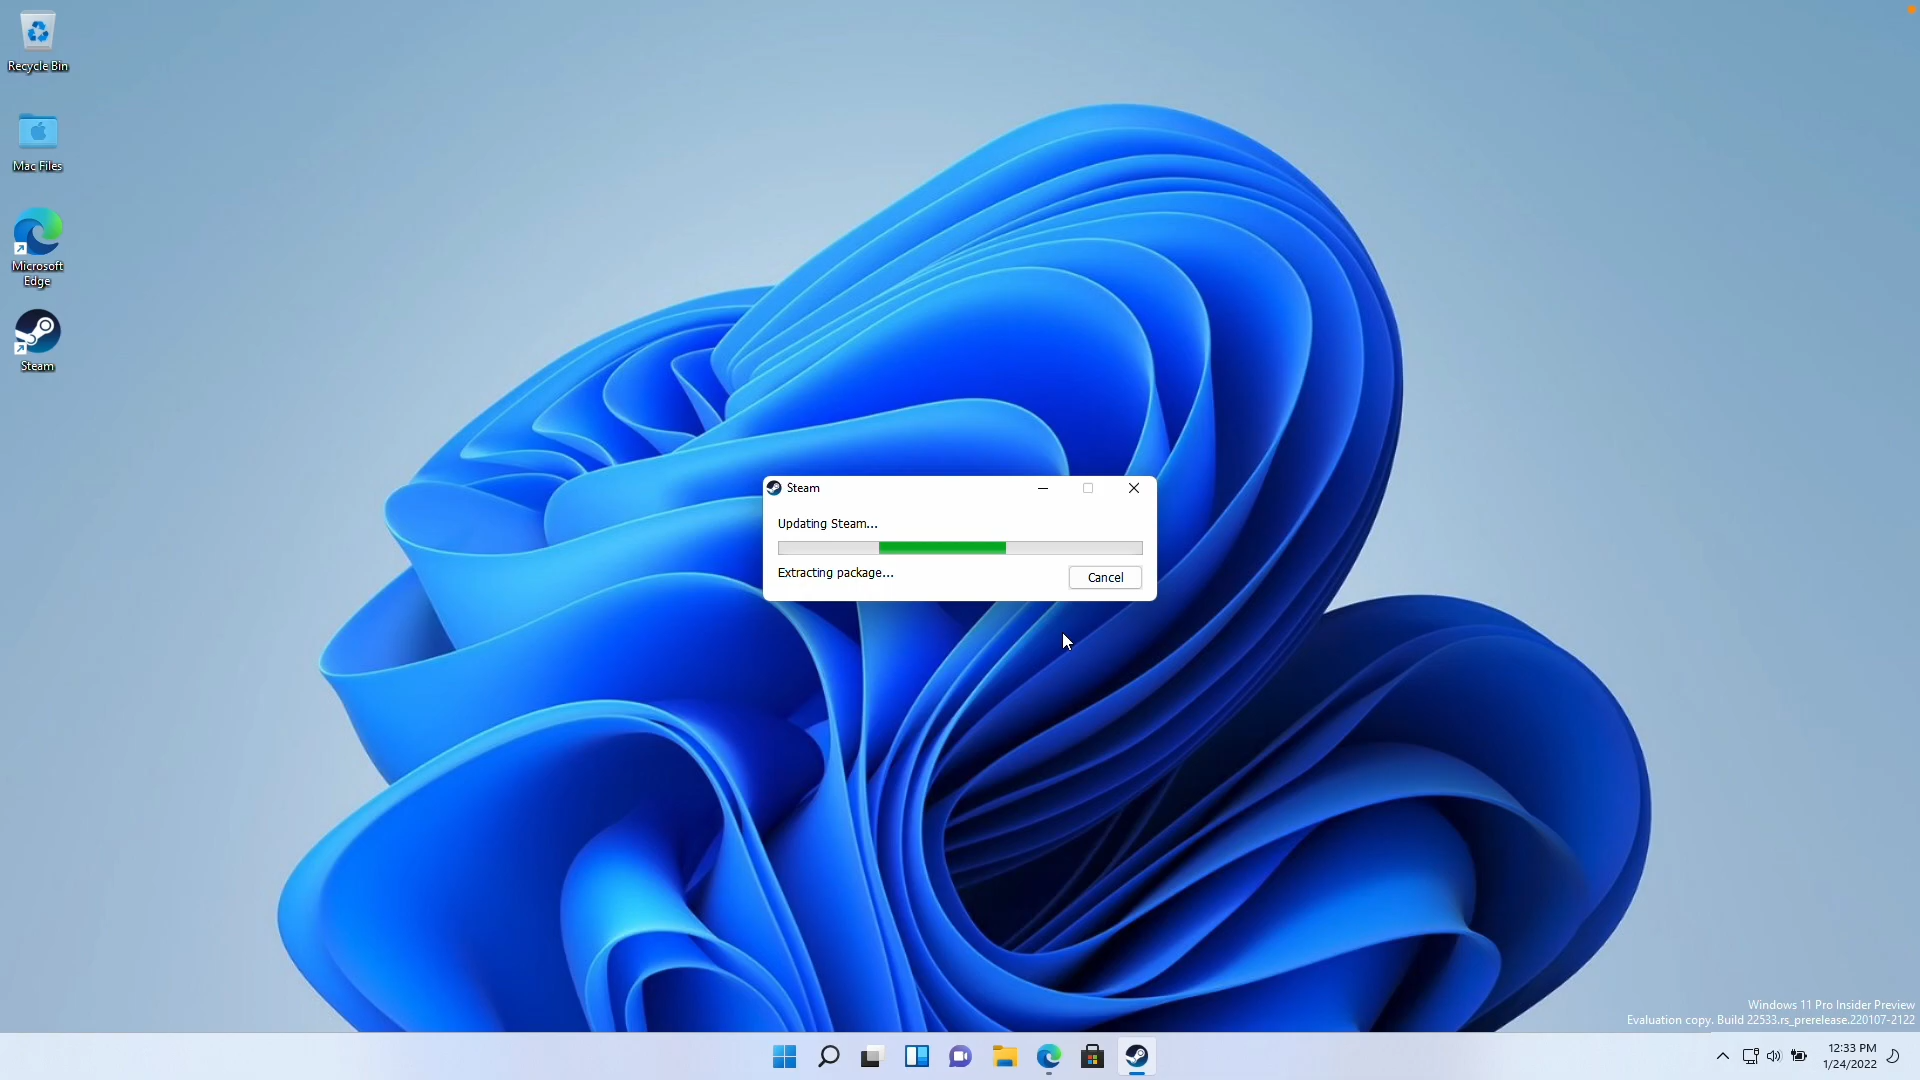 Recycle Bin
Mac Files
Microsoft
Edge
Steam
Steam
Updating Steam...
Extracting package...
Cancel
Windows 11 Pro Insider Preview
Evaluation copy. Build 22533.rs_prerelease.220107-2122
12:33 PM
1/24/2022